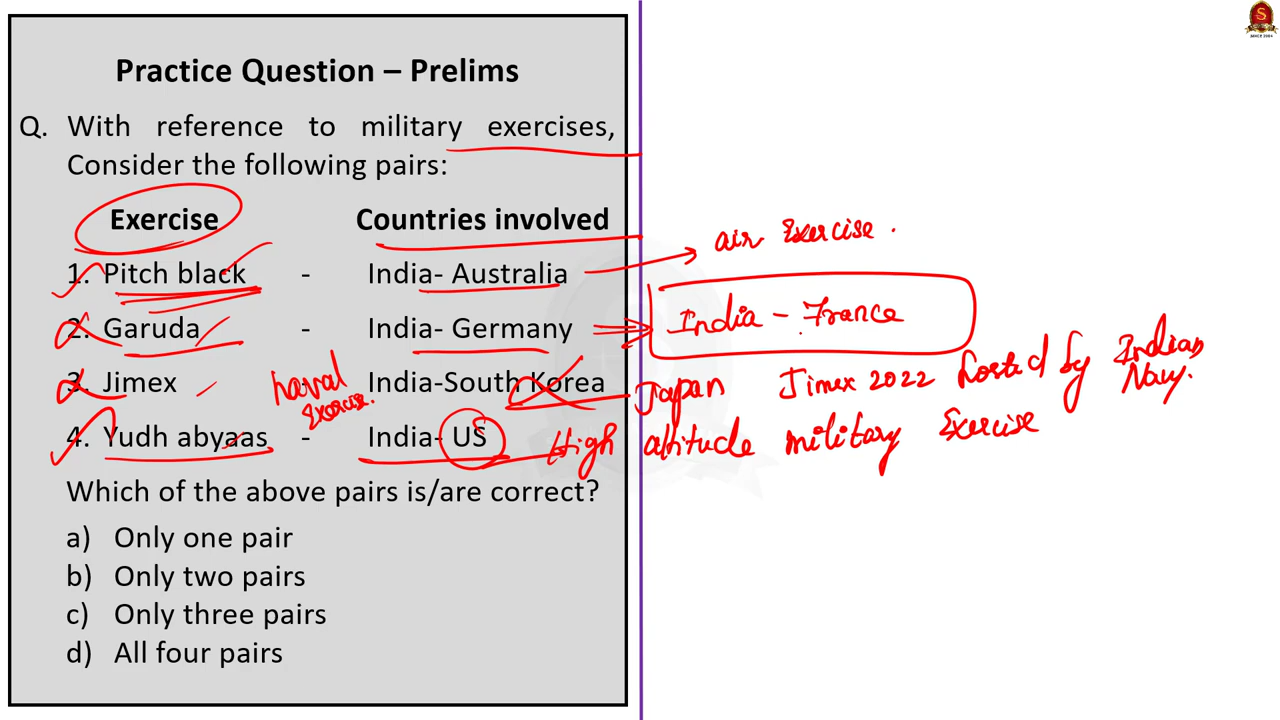 Practice Question – Prelims
Q. With reference to military exercises,
Consider the following pairs:
Exercise Countries involved
1. Pitch black - India- Australia
air Exercise.
2. Garuda - India- Germany
India - France
3. Jimex - India-South Korea
naval
Exercise.
Japan Jimex 2022 hosted by Indian
Navy.
4. Yudh abyaas - India- US
High altitude military Exercise
Which of the above pairs is/are correct?
a) Only one pair
b) Only two pairs
c) Only three pairs
d) All four pairs
S
SINCE 2004